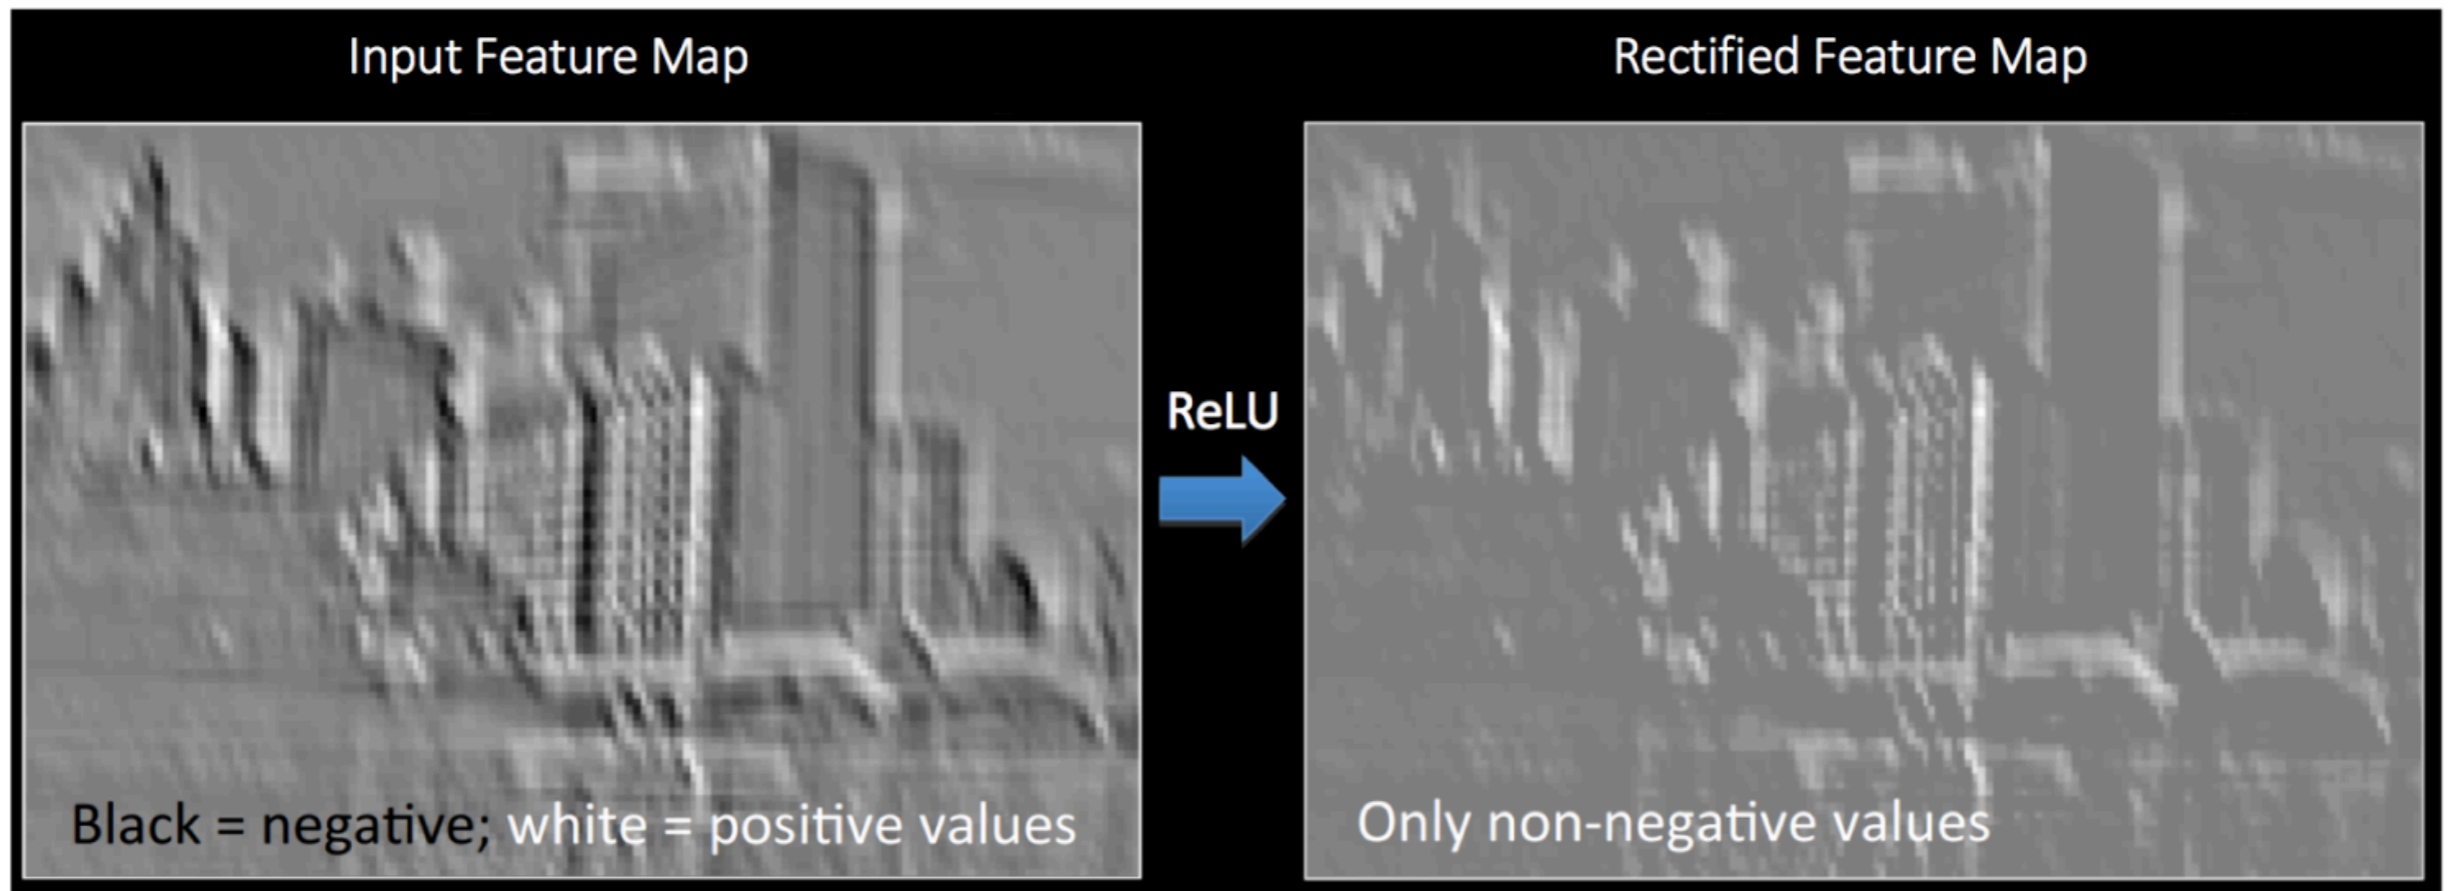 Input Feature Map
Rectified Feature Map
ReLU
Black = negative; white = positive values
Only non-negative values